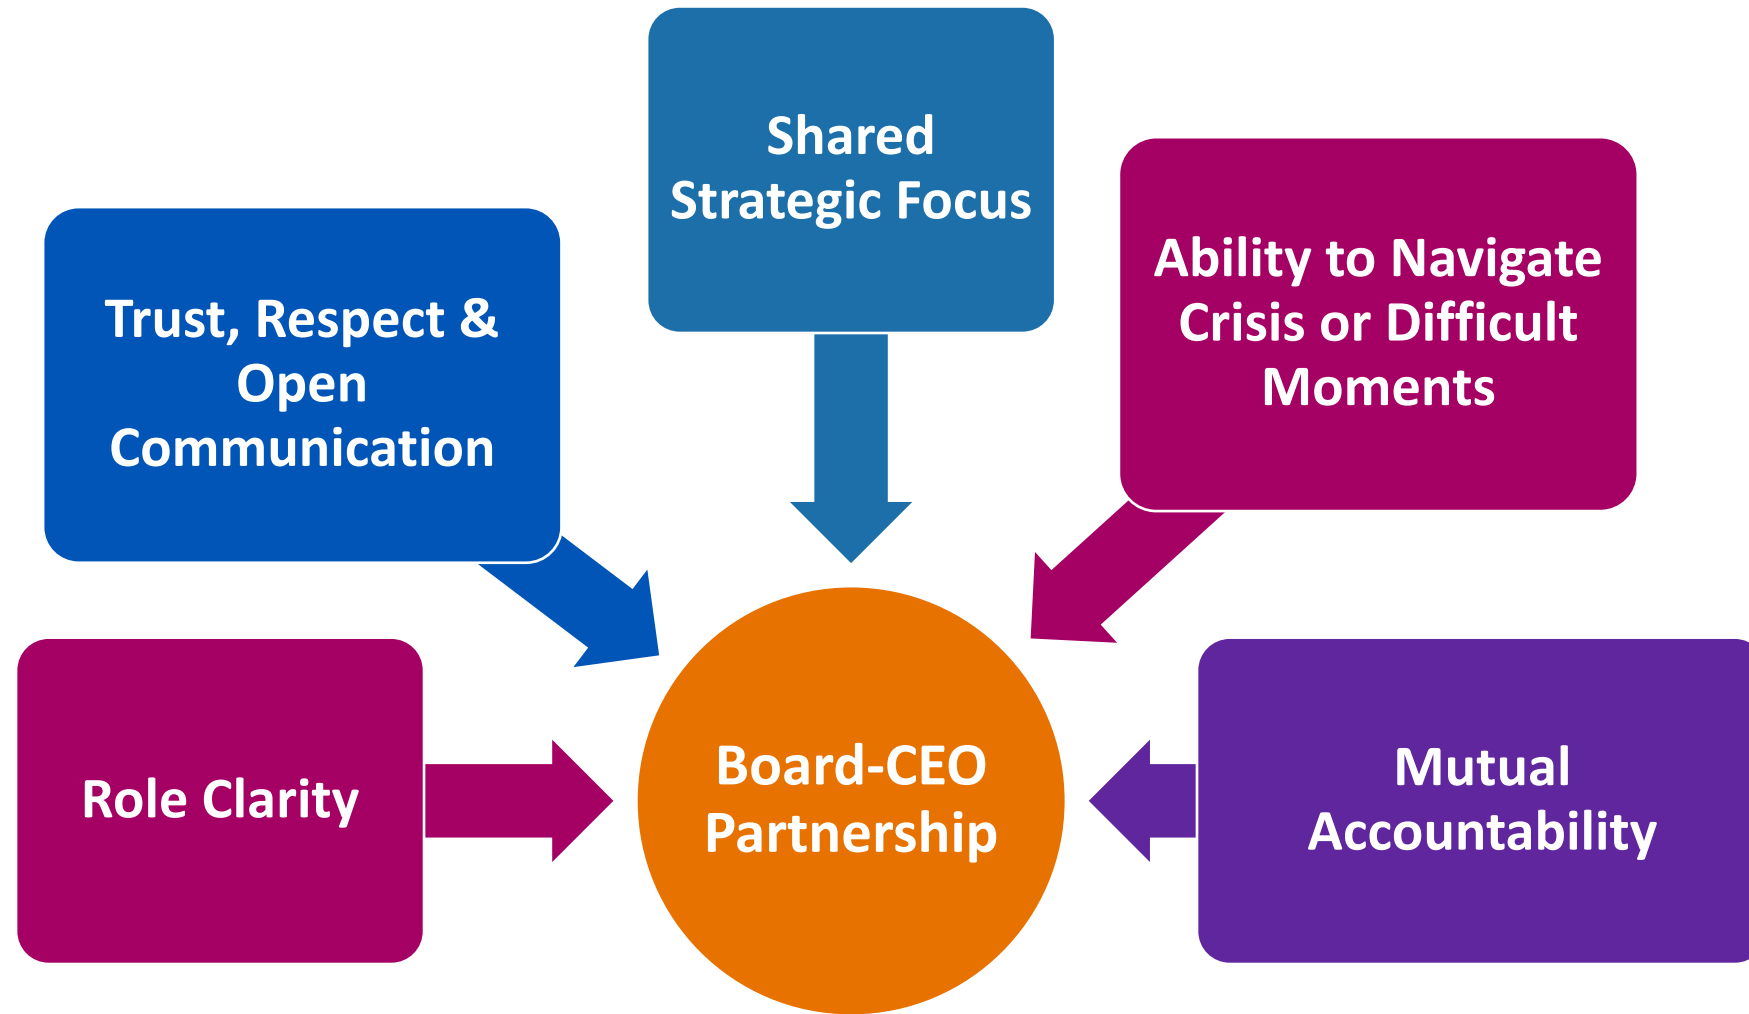 Shared
Strategic Focus
Ability to Navigate
Crisis or Difficult
Moments
Trust, Respect &
Open
Communication
Role Clarity
Board-CEO
Partnership
Mutual
Accountability